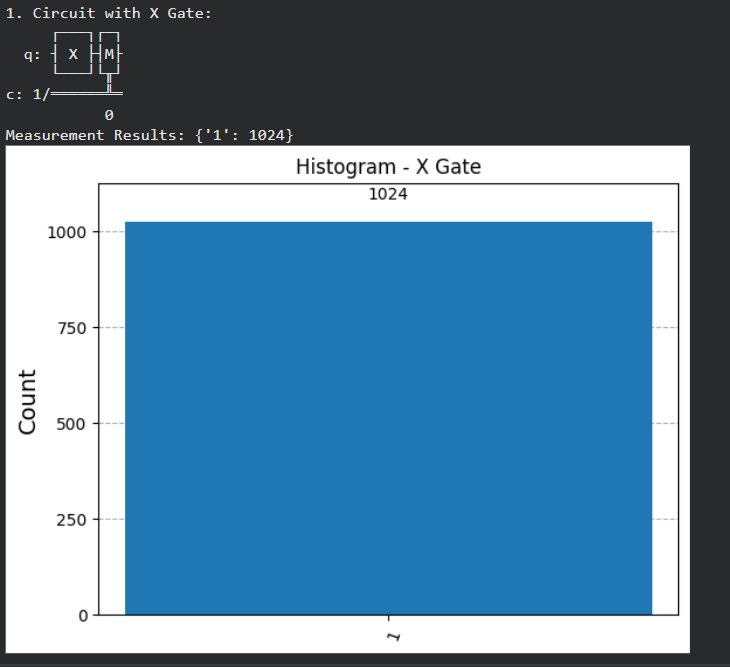 1. Circuit with X Gate:
q: ┤ X ├┤M├
c: 1/══════╩═
0
Measurement Results: {'1': 1024}
Histogram - X Gate
1024
1000
750
500
250
0
Count
1